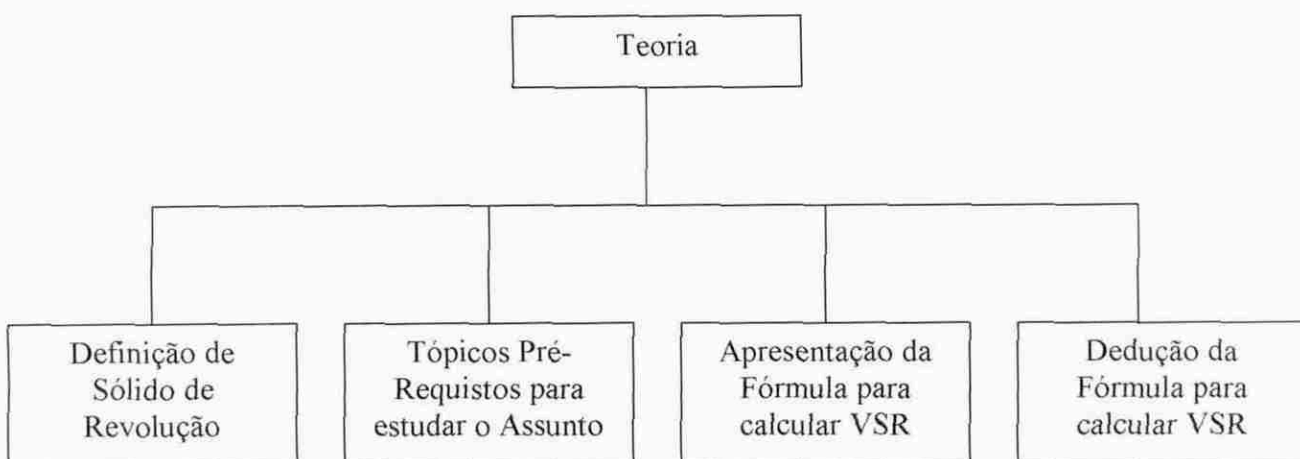 Teoria
Definição de
Sólido de
Revolução
Tópicos Pré-
Requistos para
estudar o Assunto
Apresentação da
Fórmula para
calcular VSR
Dedução da
Fórmula para
calcular VSR